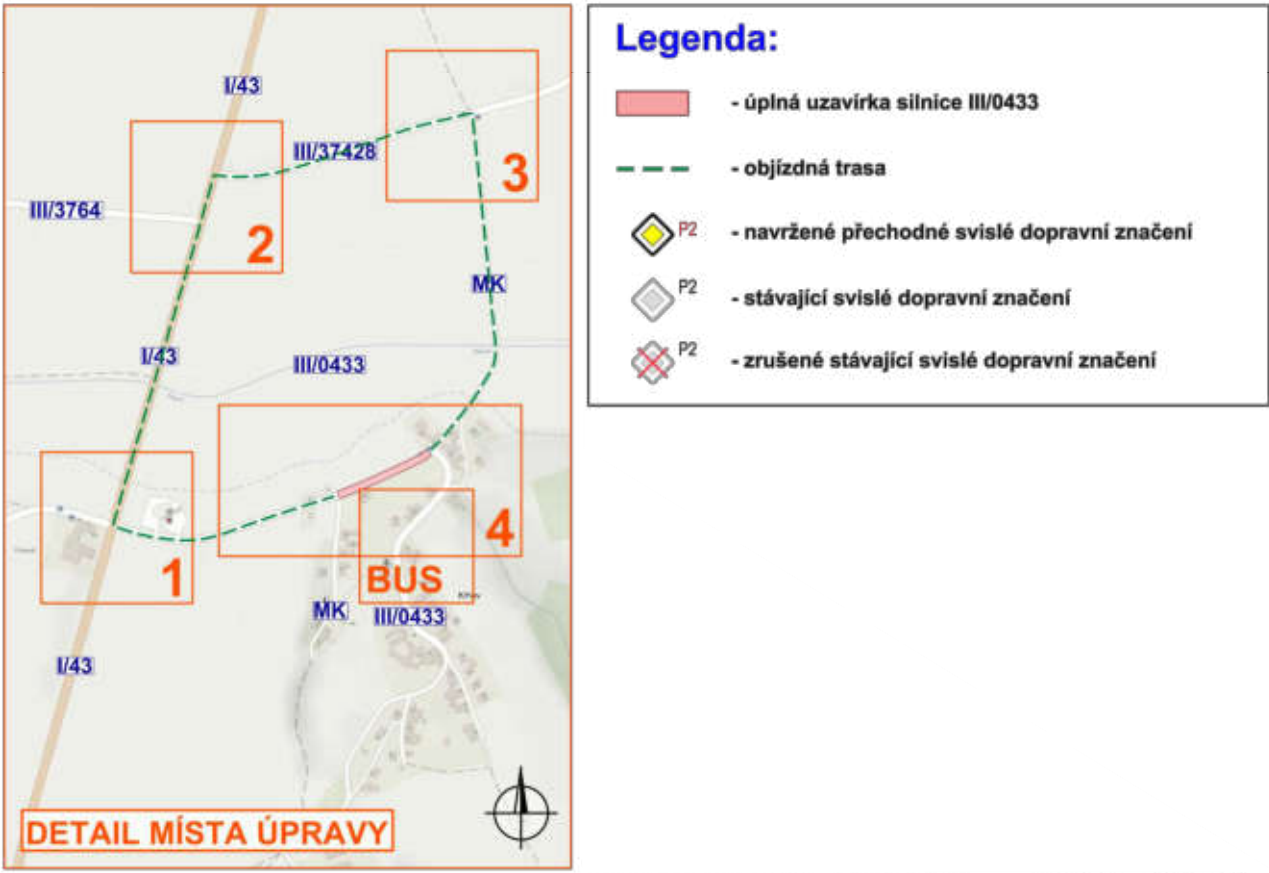 I/43
III/37428
3
III/3764
2
MK
I/43
III/0433
4
1
BUS
MK
III/0433
I/43
DETAIL MÍSTA ÚPRAVY
Legenda:
- úplná uzavírka silnice III/0433
- objízdná trasa
P2 - navržené přechodné svislé dopravní značení
P2 - stávající svislé dopravní značení
P2 - zrušené stávající svislé dopravní značení